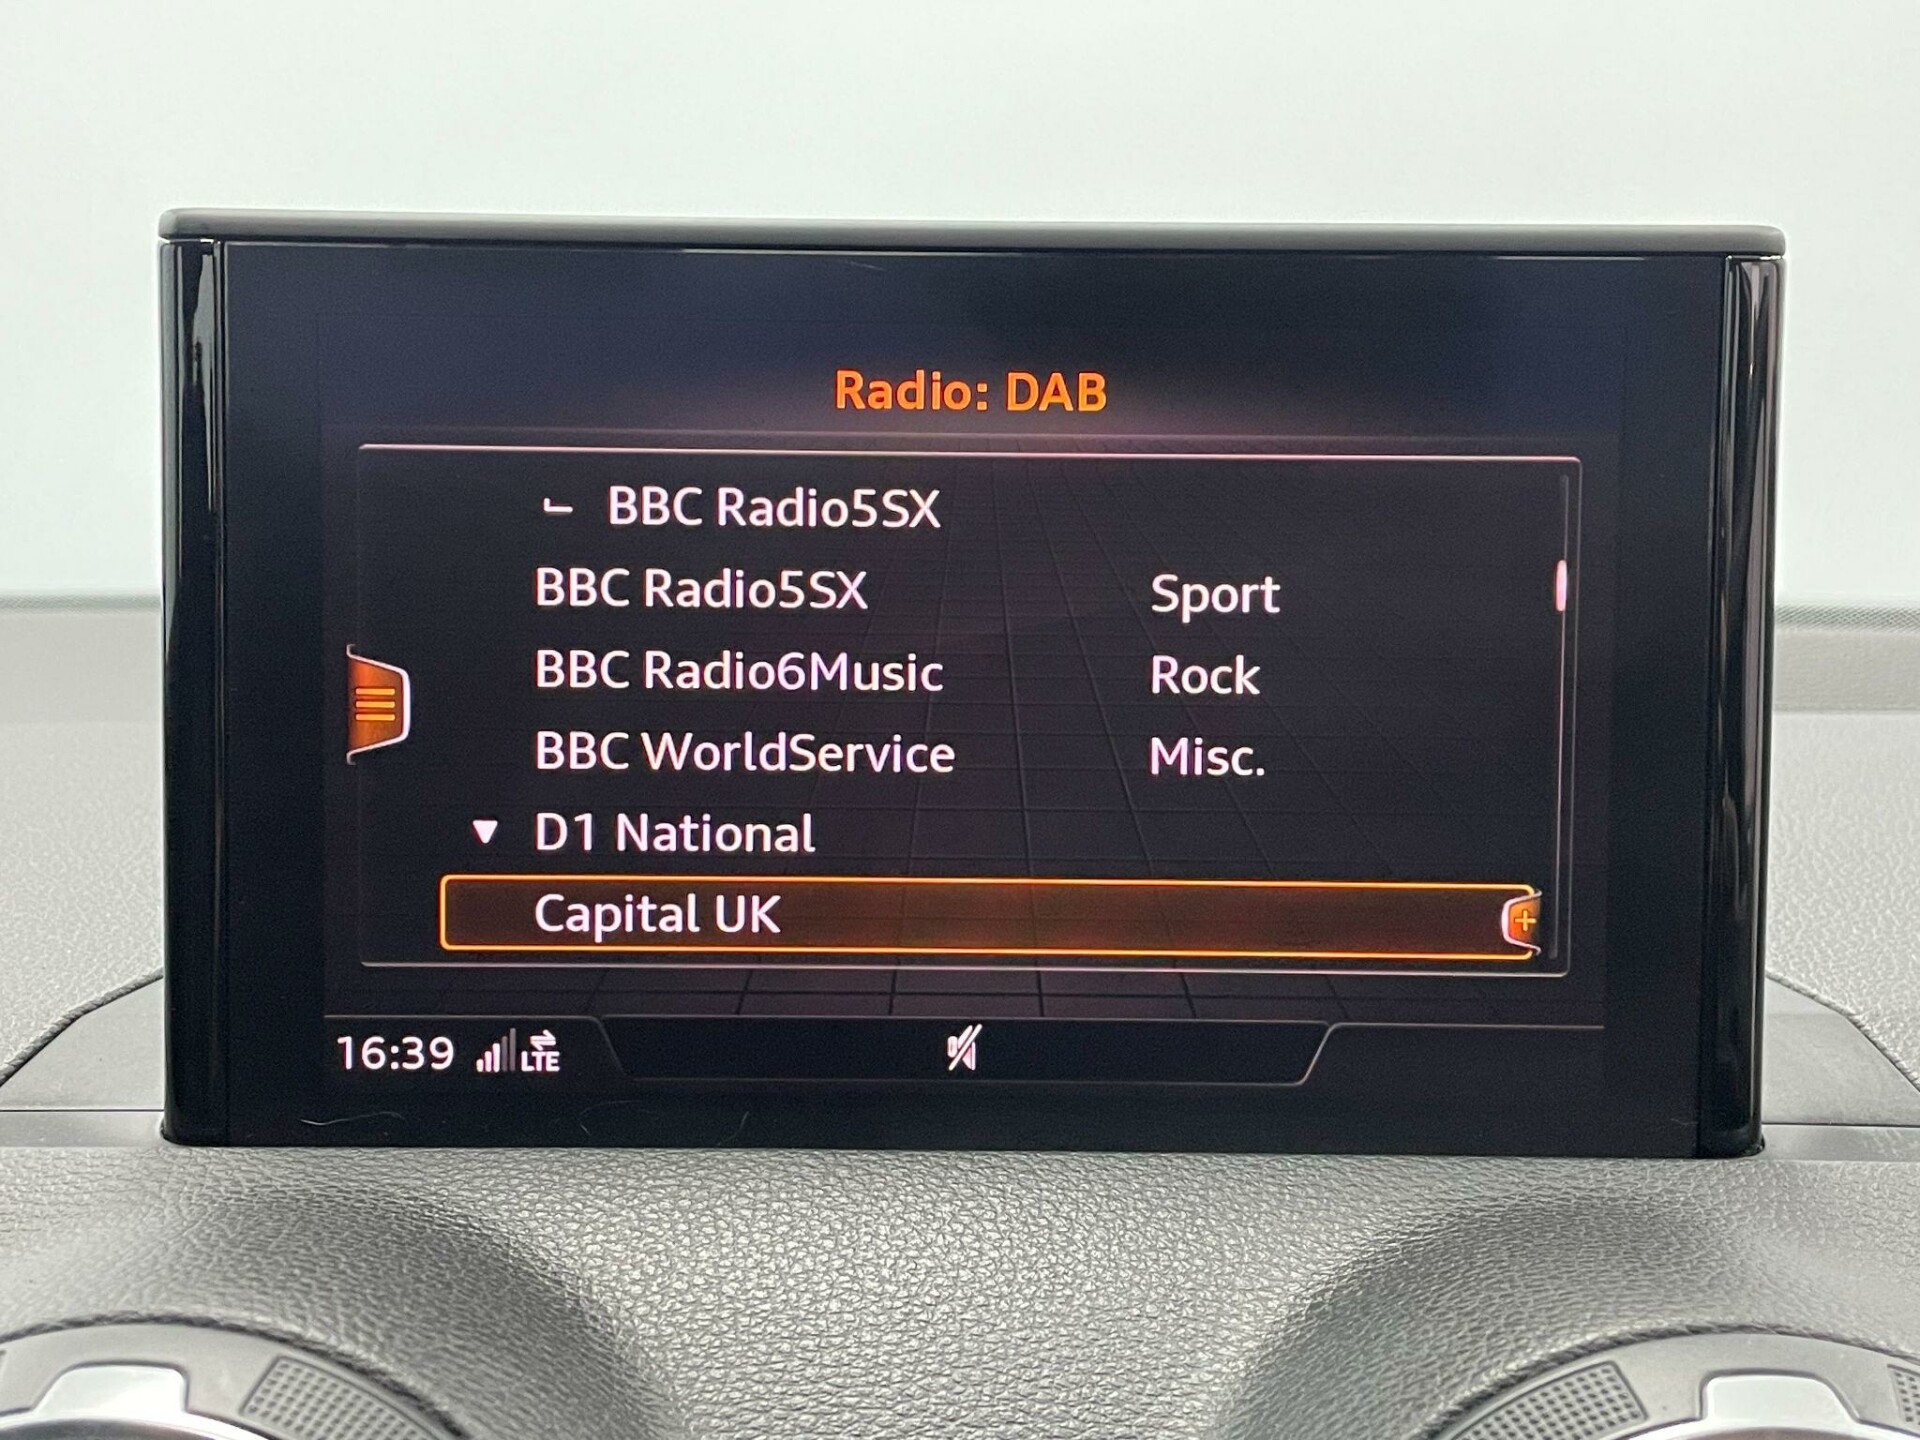 Radio: DAB
BBC Radio5SX
BBC Radio5SX Sport
BBC Radio6Music Rock
BBC WorldService Misc.
D1 National
Capital UK
16:39 LTE